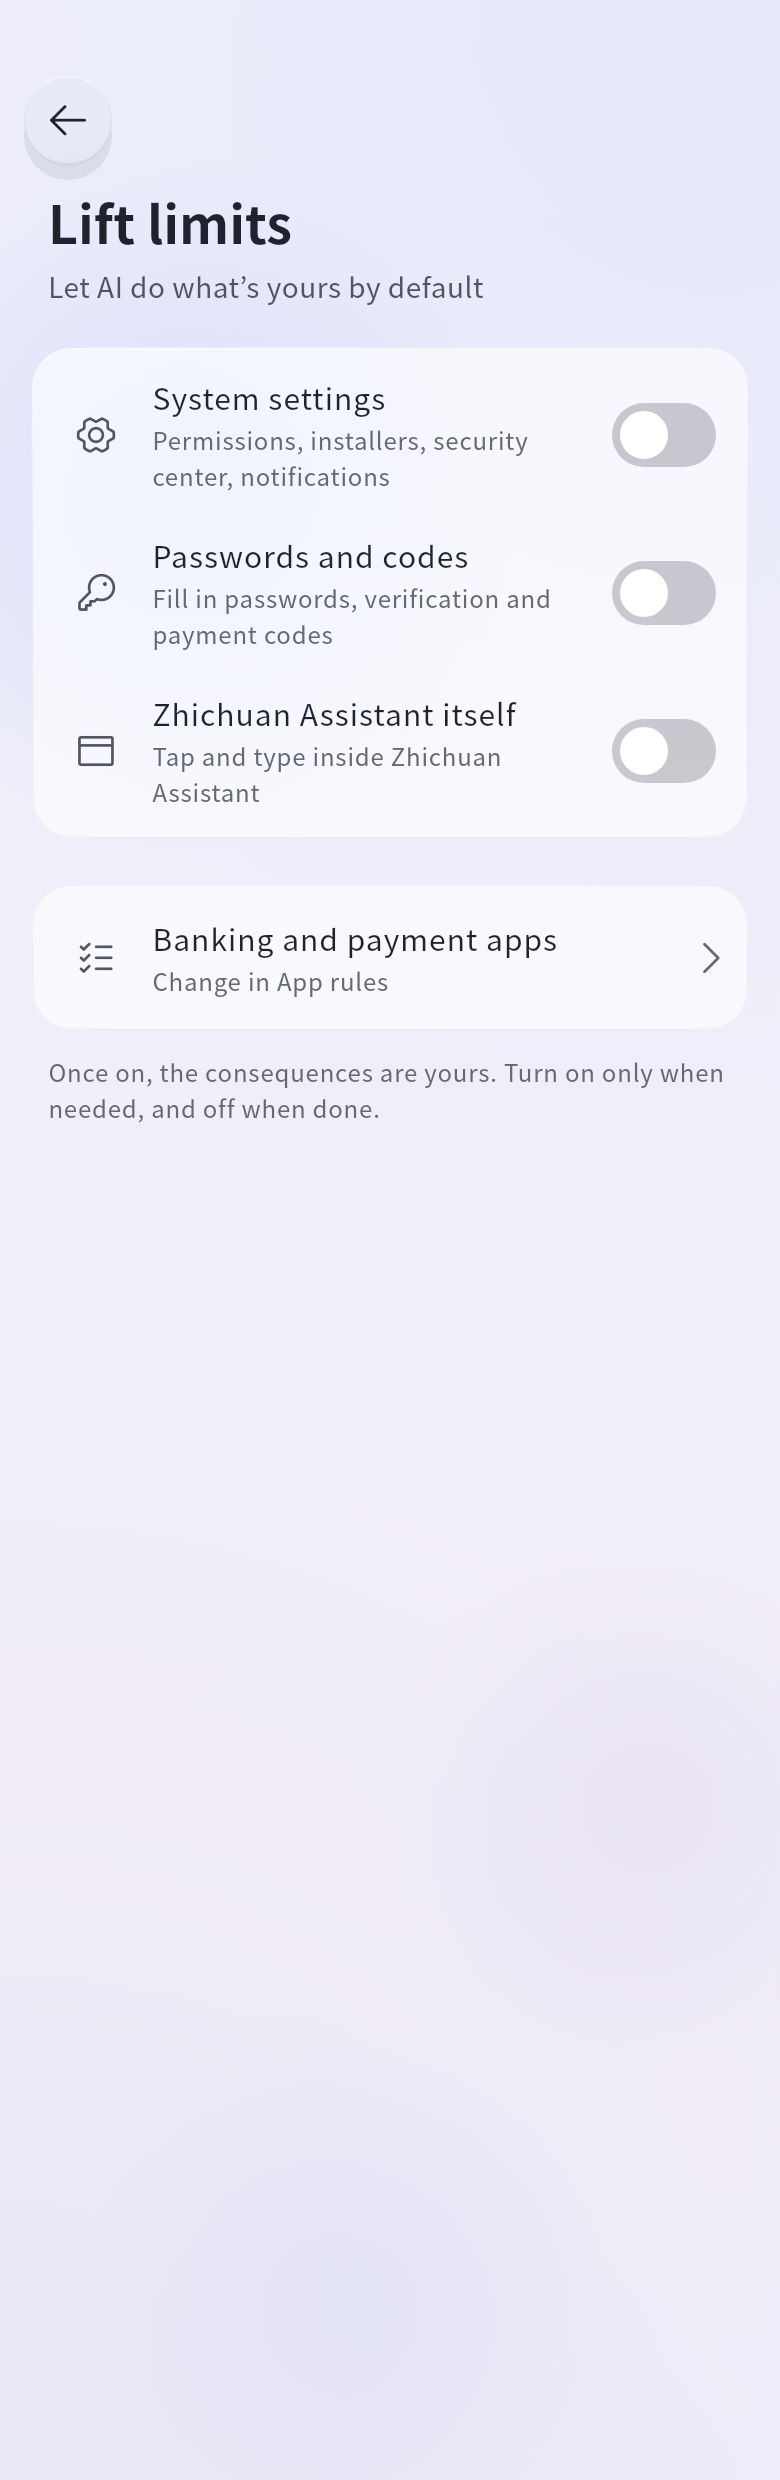 Lift limits
Let AI do what’s yours by default
System settings
Permissions, installers, security
center, notifications
Passwords and codes
Fill in passwords, verification and
payment codes
Zhichuan Assistant itself
Tap and type inside Zhichuan
Assistant
Banking and payment apps
Change in App rules
Once on, the consequences are yours. Turn on only when
needed, and off when done.